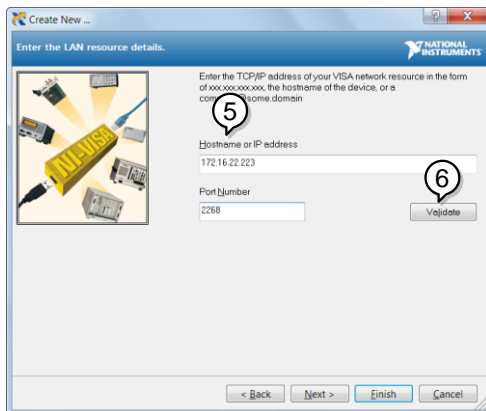 Create New ...
Enter the LAN resource details.
NATIONAL
INSTRUMENTS
Enter the TCP/IP address of your VISA network resource in the form
of xxx.xxx.xxx.xxx, the hostname of the device, or a
@some.domain
5
Hostname or IP address
172.16.22.223
6
Port Number
2268
Validate
NI-VISA
< Back
Next >
Finish
Cancel